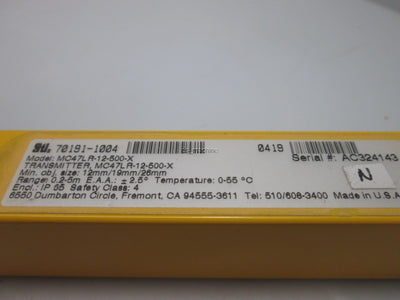 70191-1004 0419 Serial #: AC324143
Model: MC47LR-12-500-X
TRANSMITTER, MC47LR-12-500-X
Min. obj. size: 12mm/19mm/26mm
Range: 0.2-5m E.A.A.: ± 2.5° Temperature: 0-55 °C
Encl.: IP 65 Safety Class: 4
6550 Dumbarton Circle, Fremont, CA 94555-3611 Tel: 510/608-3400 Made in U.S.A
N